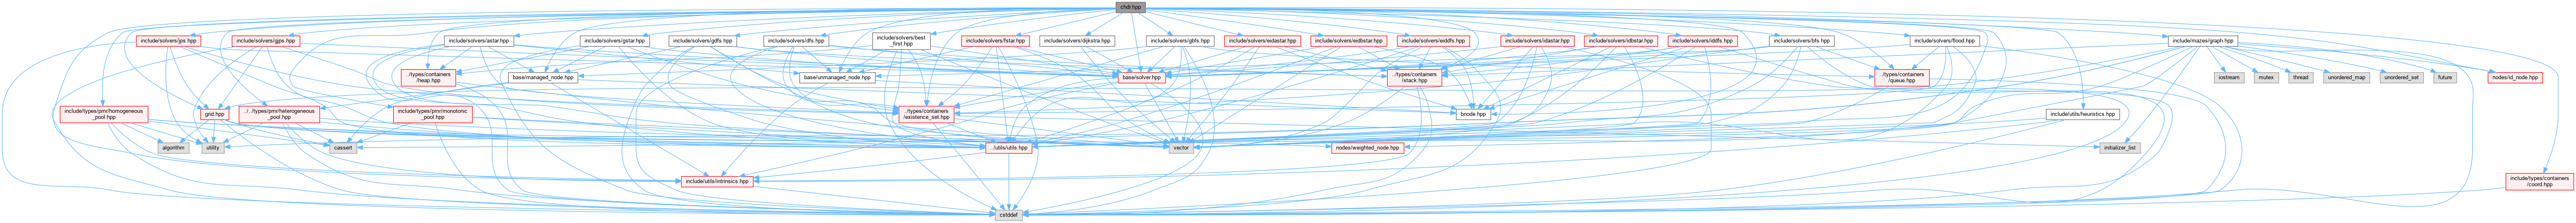 chdr.hpp
include/solvers/jps.hpp
include/solvers/gjps.hpp
include/solvers/astar.hpp
include/solvers/gstar.hpp
include/solvers/gdfs.hpp
include/solvers/dfs.hpp
include/solvers/best
_first.hpp
include/solvers/fstar.hpp
include/solvers/dijkstra.hpp
include/solvers/gbfs.hpp
include/solvers/eidastar.hpp
include/solvers/eidbstar.hpp
include/solvers/eiddfs.hpp
include/solvers/idastar.hpp
include/solvers/idbstar.hpp
include/solvers/iddfs.hpp
include/solvers/bfs.hpp
include/solvers/flood.hpp
include/mazes/graph.hpp
../types/containers
/heap.hpp
base/managed_node.hpp
base/unmanaged_node.hpp
base/solver.hpp
../types/containers
/stack.hpp
../types/containers
/queue.hpp
iostream
mutex
thread
unordered_map
unordered_set
future
nodes/id_node.hpp
include/types/pmr/homogeneous
_pool.hpp
grid.hpp
../../types/pmr/heterogeneous
_pool.hpp
include/types/pmr/monotonic
_pool.hpp
../types/containers
/existence_set.hpp
bnode.hpp
include/utils/heuristics.hpp
algorithm
utility
cassert
../utils/utils.hpp
vector
nodes/weighted_node.hpp
initializer_list
include/utils/intrinsics.hpp
include/types/containers
/coord.hpp
cstddef